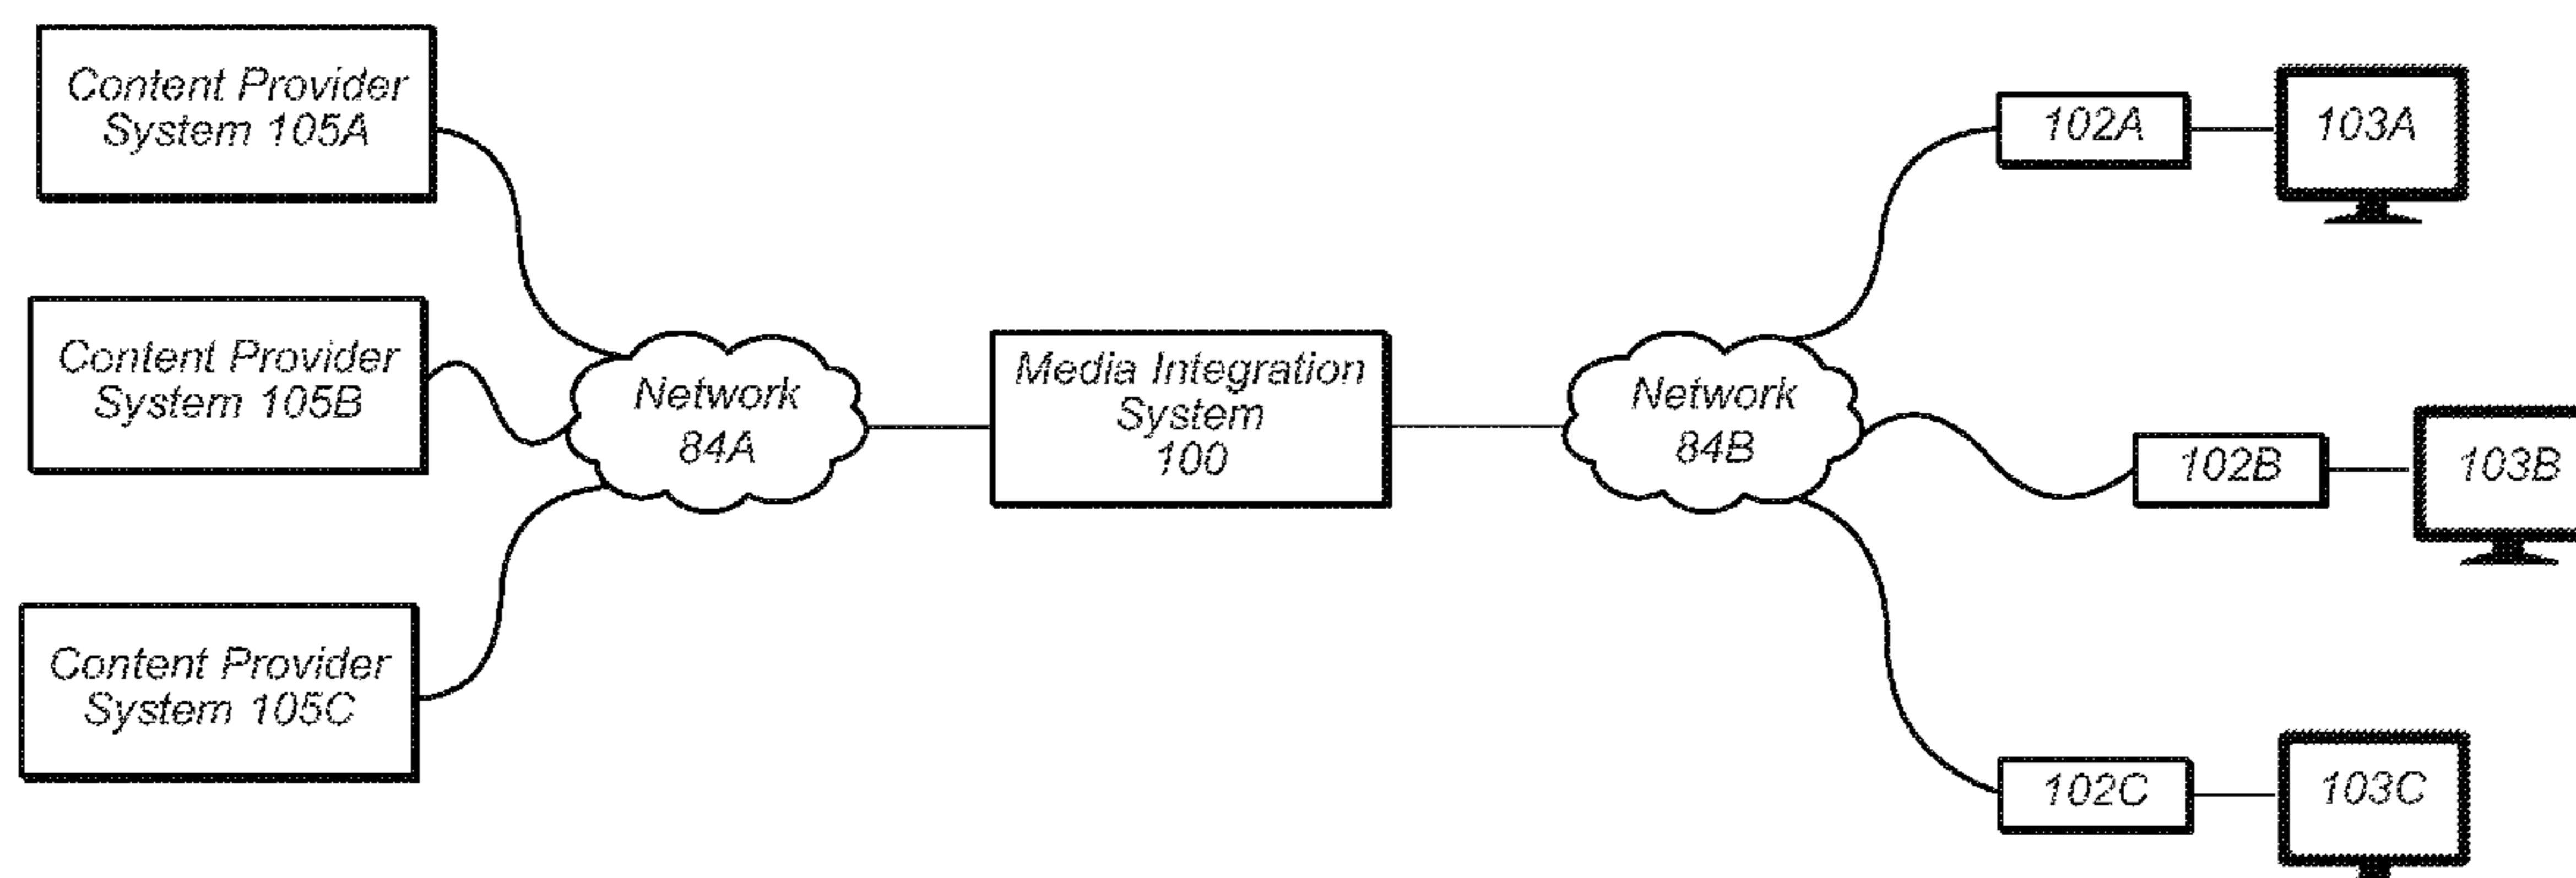 Content Provider
System 105A
Content Provider
System 105B
Content Provider
System 105C
Network
84A
Media Integration
System
100
Network
84B
102A
103A
102B
103B
102C
103C